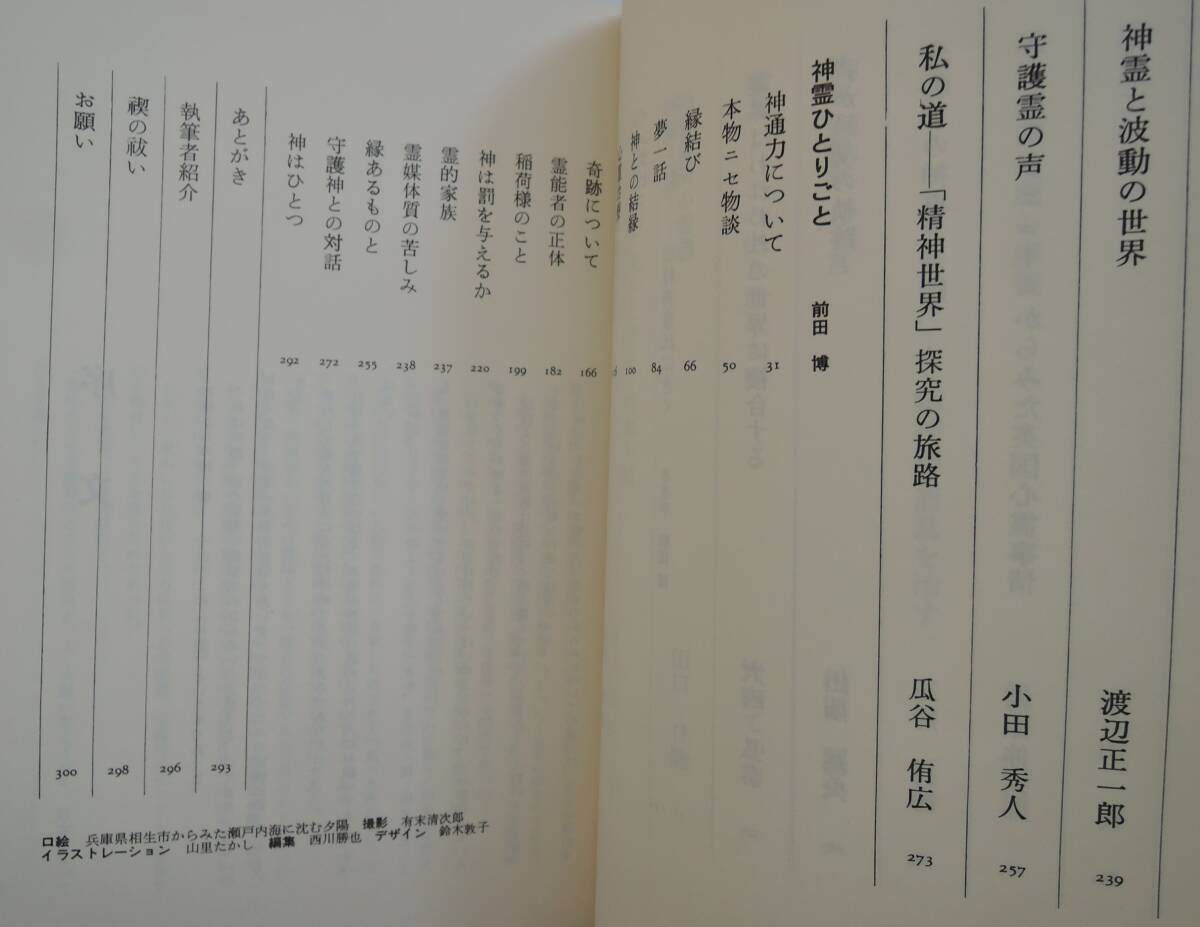 神霊と波動の世界 渡辺正一郎 239
守護霊の声 小田 秀人 257
私の道――「精神世界」探究の旅路 瓜谷 侑広 273
神霊ひとりごと 前田 博
神通力について 31
本物ニセ物談 50
縁結び 66
夢一話 84
神との結縁 100
奇跡について 166
霊能者の正体 182
稲荷様のこと 199
神は罰を与えるか 220
霊的家族 237
霊媒体質の苦しみ 238
縁あるものと 255
守護神との対話 272
神はひとつ 292
あとがき 293
執筆者紹介 296
禊の祓い 298
お願い 300
口絵 兵庫県相生市からみた瀬戸内海に沈む夕陽 撮影 有末清次郎
イラストレーション 山里たかし 編集 西川勝也 デザイン 鈴木敦子